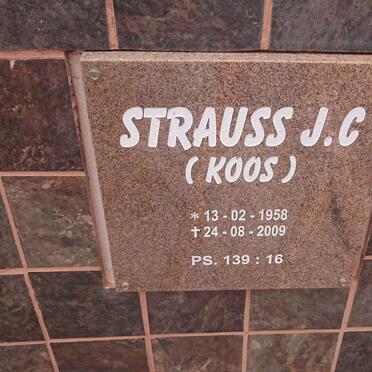 STRAUSS J.C
( KOOS )
* 13 - 02 - 1958
✝ 24 - 08 - 2009
PS. 139 : 16